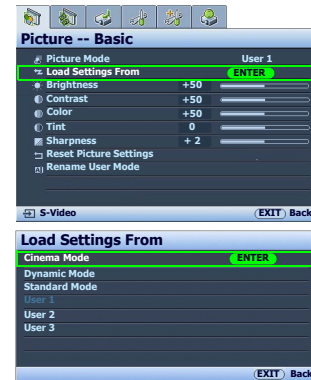 Picture -- Basic
Picture Mode User 1
Load Settings From ENTER
Brightness +50
Contrast +50
Color +50
Tint 0
Sharpness + 2
Reset Picture Settings
Rename User Mode
S-Video EXIT Back
Load Settings From
Cinema Mode ENTER
Dynamic Mode
Standard Mode
User 1
User 2
User 3
EXIT Back